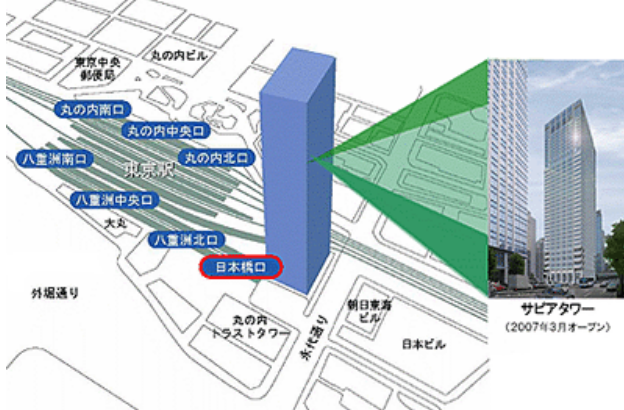 丸の内ビル
東京中央
郵便局
丸の内南口
丸の内中央口
丸の内北口
八重洲南口
東京駅
八重洲中央口
大丸
八重洲北口
日本橋口
外堀通り
丸の内
トラストタワー
永代通り
朝日東海
ビル
日本ビル
サピアタワー
(2007年3月オープン)